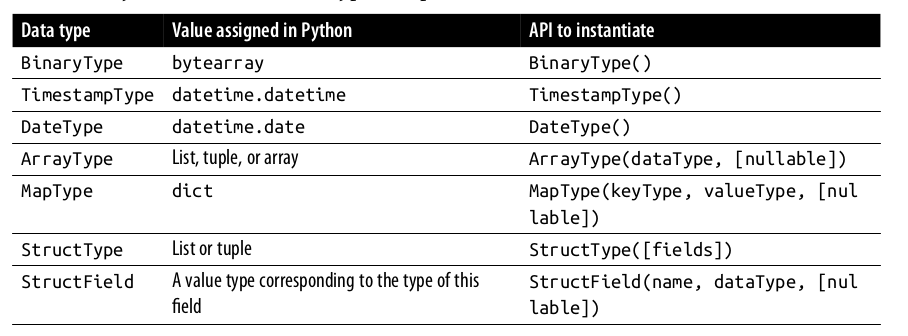 Data type Value assigned in Python API to instantiate
BinaryType bytearray BinaryType()
TimestampType datetime.datetime TimestampType()
DateType datetime.date DateType()
ArrayType List, tuple, or array ArrayType(dataType, [nullable])
MapType dict MapType(keyType, valueType, [nul
lable])
StructType List or tuple StructType([fields])
StructField A value type corresponding to the type of this StructField(name, dataType, [nul
field lable])